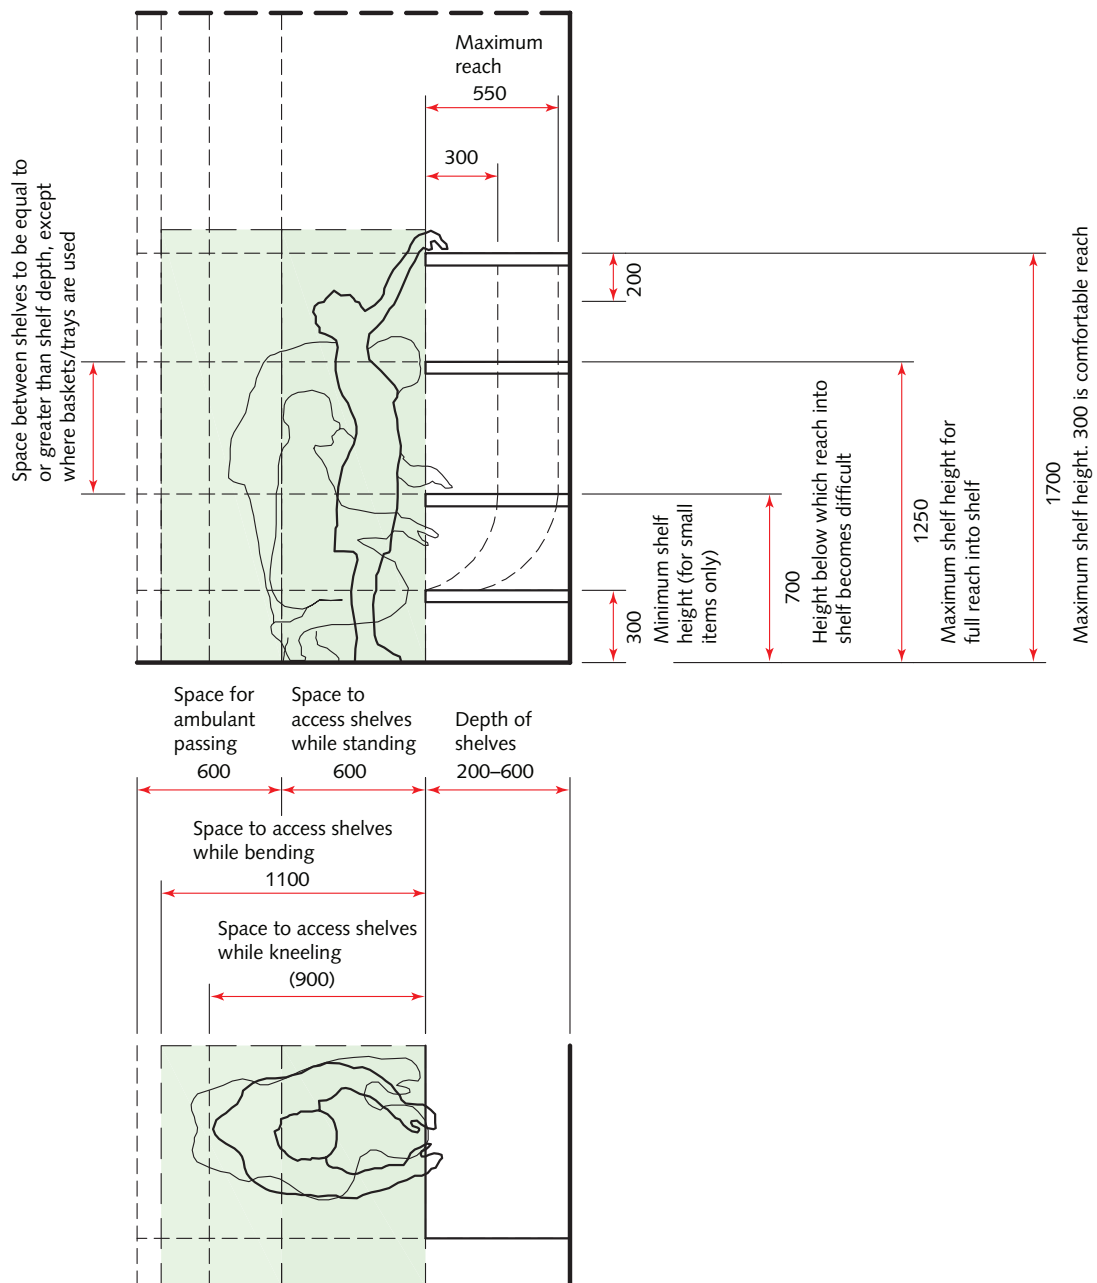 Maximum
reach
550
300
Space between shelves to be equal to
or greater than shelf depth, except
where baskets/trays are used
200
300
Minimum shelf
height (for small
items only)
700
Height below which reach into
shelf becomes difficult
1250
Maximum shelf height for
full reach into shelf
1700
Maximum shelf height. 300 is comfortable reach
Space for
ambulant
passing
600
Space to
access shelves
while standing
600
Depth of
shelves
200–600
Space to access shelves
while bending
1100
Space to access shelves
while kneeling
(900)